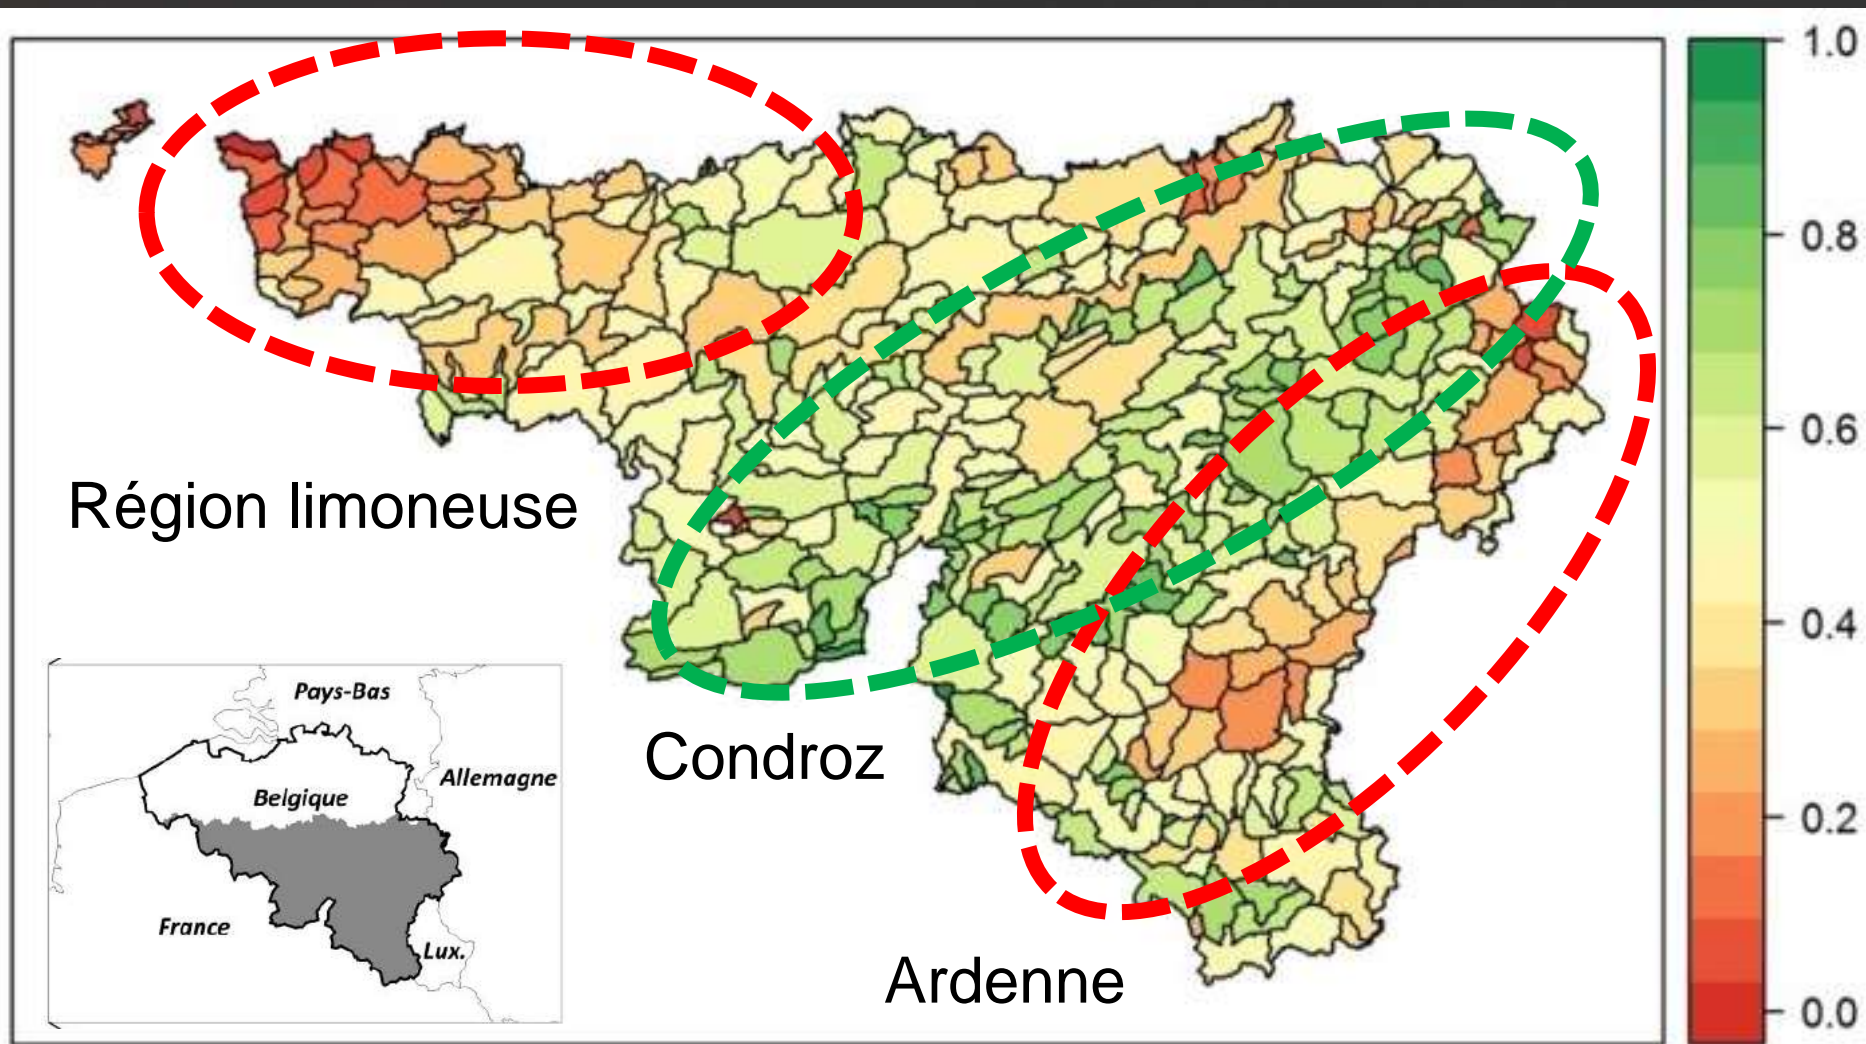 Région limoneuse
Condroz
Ardenne
Pays-Bas
Allemagne
Belgique
France
Lux.
1.0
0.8
0.6
0.4
0.2
0.0